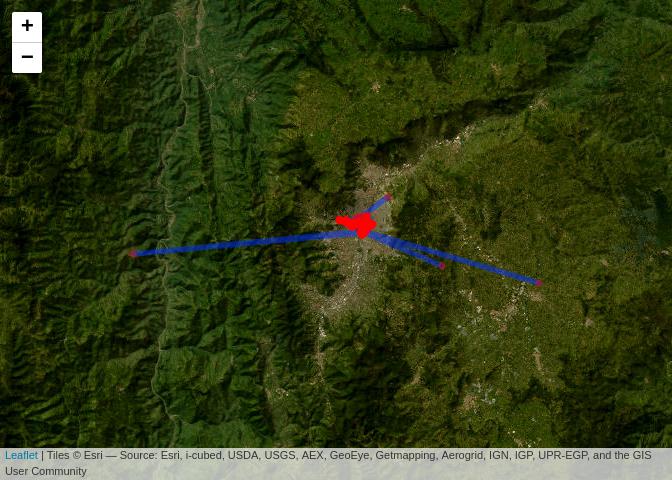 +
−
Leaflet | Tiles © Esri — Source: Esri, i-cubed, USDA, USGS, AEX, GeoEye, Getmapping, Aerogrid, IGN, IGP, UPR-EGP, and the GIS
User Community